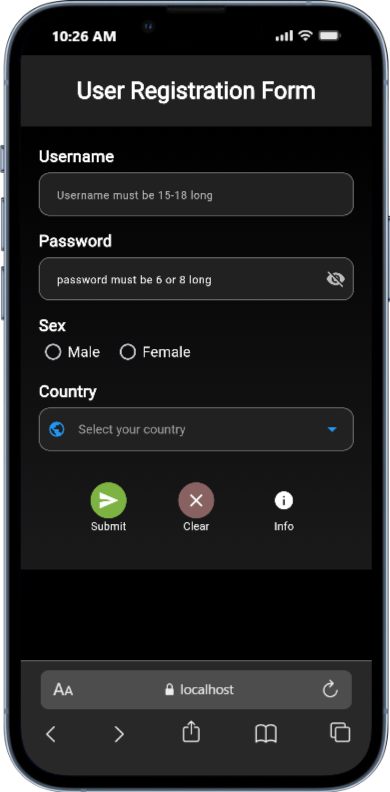 10:26 AM
User Registration Form
Username
Username must be 15-18 long
Password
password must be 6 or 8 long
Sex
Male Female
Country
Select your country
Submit Clear Info
AA localhost